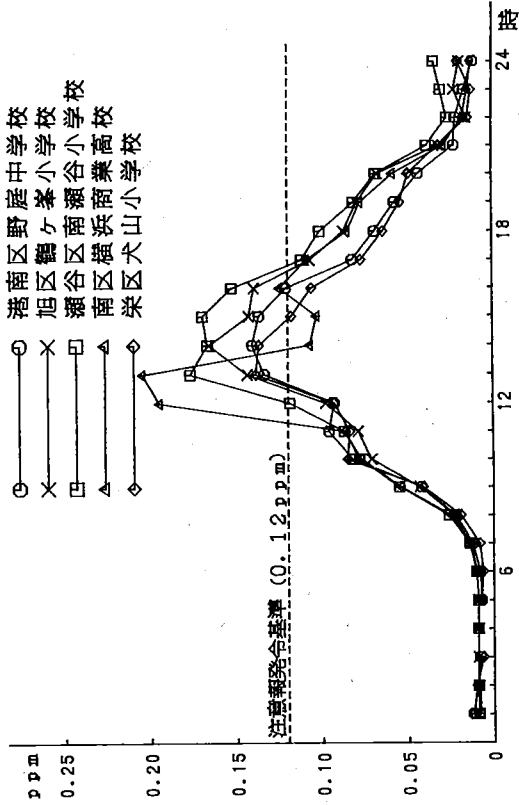 港南区野庭中学校
旭区鶴ヶ峯小学校
瀬谷区南瀬谷小学校
南区横浜商業高校
栄区犬山小学校
ppm
0.25
0.20
0.15
0.10
0.05
0
注意報発令基準(0.12ppm)
6
12
18
24
時